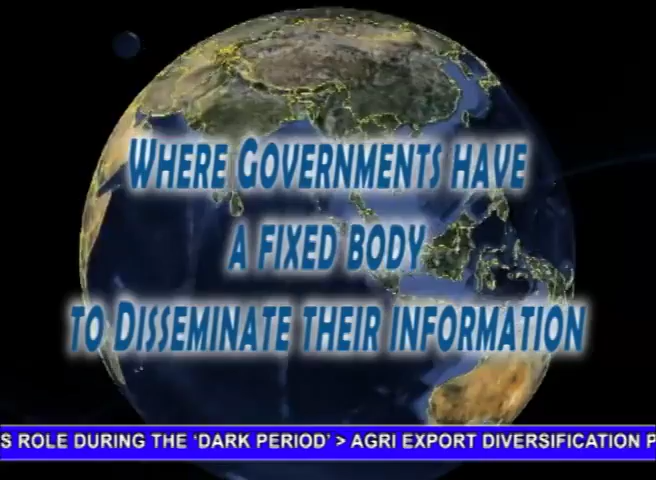 Where Governments have
a fixed body
to Disseminate their information
S ROLE DURING THE 'DARK PERIOD' > AGRI EXPORT DIVERSIFICATION P